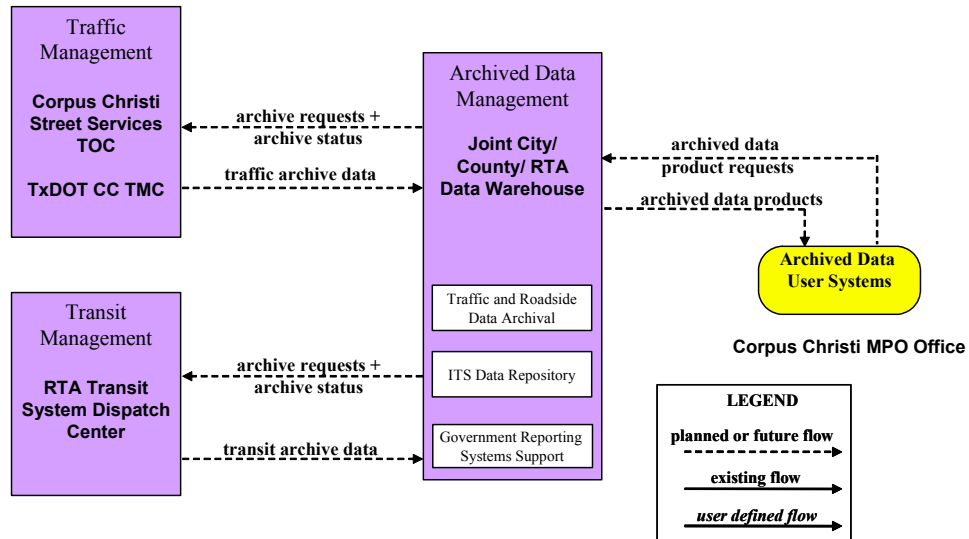 Traffic
Management
Corpus Christi
Street Services
TOC
TxDOT CC TMC
archive requests +
archive status
traffic archive data
Archived Data
Management
Joint City/
County/ RTA
Data Warehouse
Traffic and Roadside
Data Archival
ITS Data Repository
Government Reporting
Systems Support
archived data
product requests
archived data products
Archived Data
User Systems
Corpus Christi MPO Office
Transit
Management
RTA Transit
System Dispatch
Center
archive requests +
archive status
transit archive data
LEGEND
planned or future flow
existing flow
user defined flow